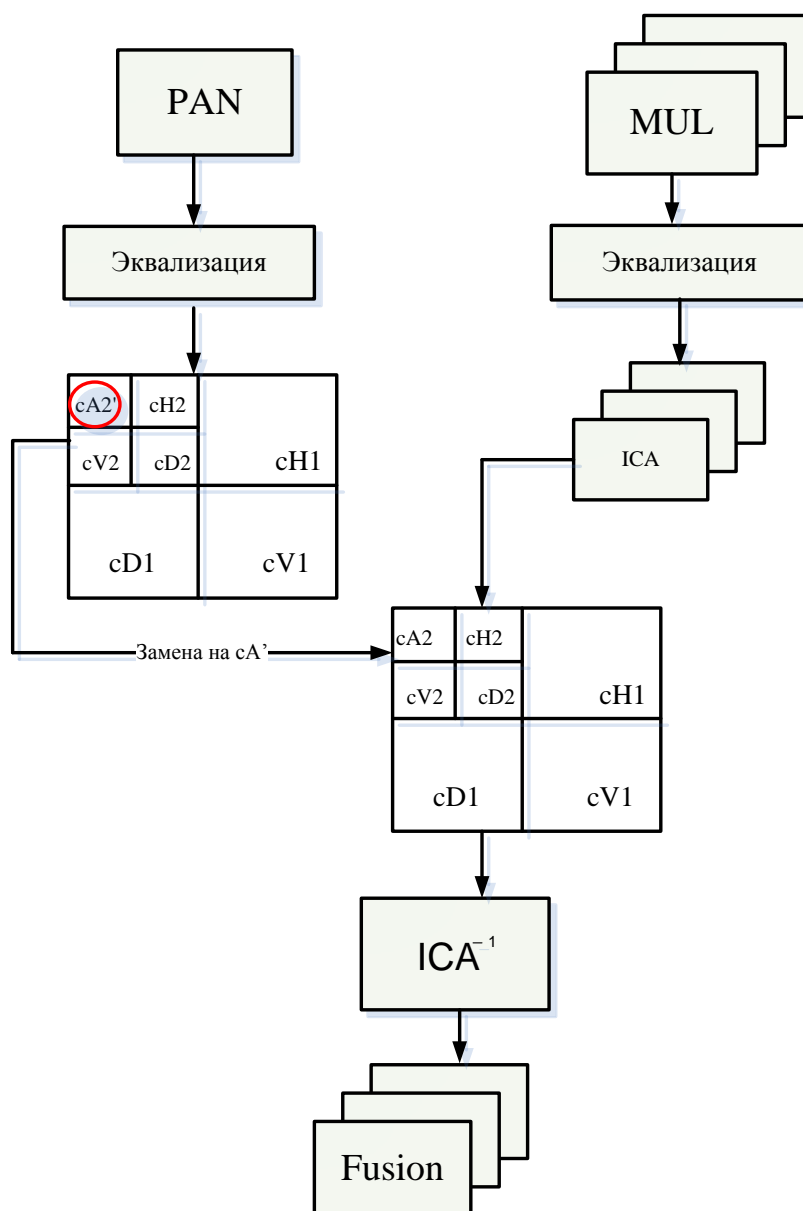 PAN
MUL
Эквализация
Эквализация
cA2'
cH2
cV2
cD2
cH1
cD1
cV1
ICA
Замена на cA’
cA2
cH2
cV2
cD2
cH1
cD1
cV1
ICA⁻¹
Fusion